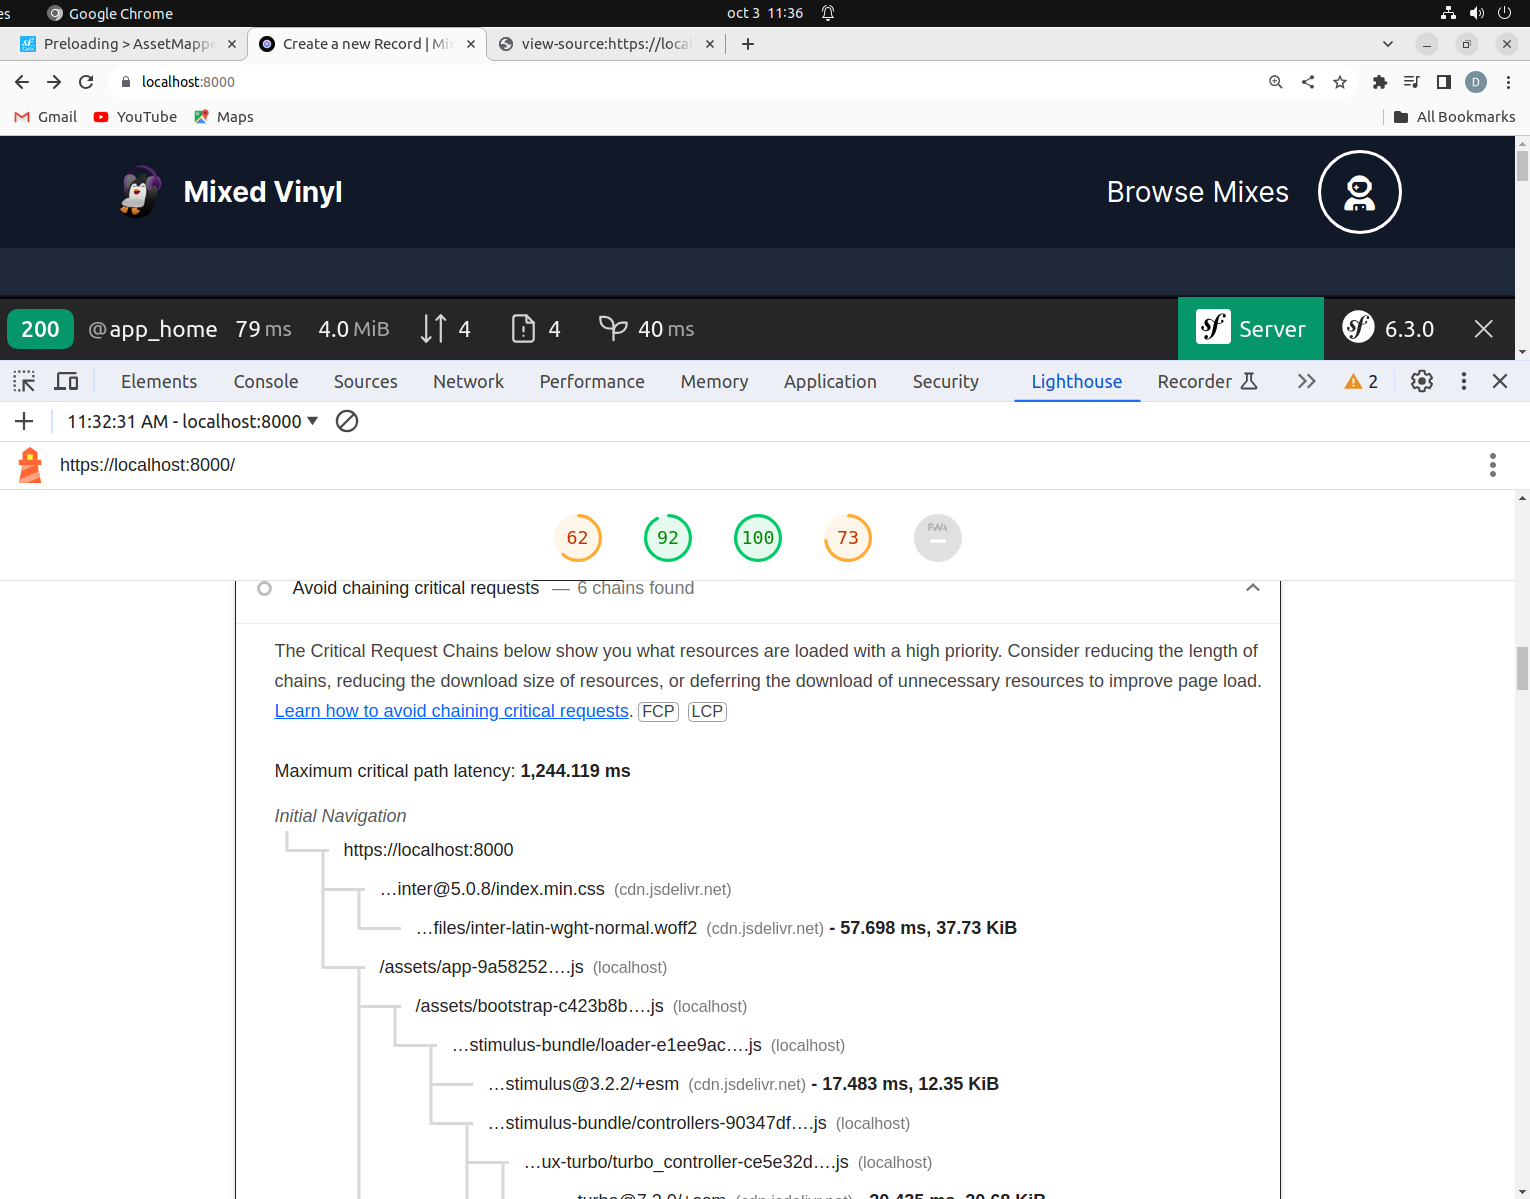 es Google Chrome oct 3 11:36
Preloading > AssetMappe Create a new Record | Mix view-source:https://local
localhost:8000 D
Gmail YouTube Maps All Bookmarks
Mixed Vinyl Browse Mixes
200 @app_home 79 ms 4.0 MiB 4 4 40 ms Server 6.3.0
Elements Console Sources Network Performance Memory Application Security Lighthouse Recorder 2
11:32:31 AM - localhost:8000
https://localhost:8000/
62 92 100 73 PWA
Avoid chaining critical requests — 6 chains found
The Critical Request Chains below show you what resources are loaded with a high priority. Consider reducing the length of
chains, reducing the download size of resources, or deferring the download of unnecessary resources to improve page load.
Learn how to avoid chaining critical requests. FCP LCP
Maximum critical path latency: 1,244.119 ms
Initial Navigation
https://localhost:8000
…inter@5.0.8/index.min.css (cdn.jsdelivr.net)
…files/inter-latin-wght-normal.woff2 (cdn.jsdelivr.net) - 57.698 ms, 37.73 KiB
/assets/app-9a58252….js (localhost)
/assets/bootstrap-c423b8b….js (localhost)
…stimulus-bundle/loader-e1ee9ac….js (localhost)
…stimulus@3.2.2/+esm (cdn.jsdelivr.net) - 17.483 ms, 12.35 KiB
…stimulus-bundle/controllers-90347df….js (localhost)
…ux-turbo/turbo_controller-ce5e32d….js (localhost)